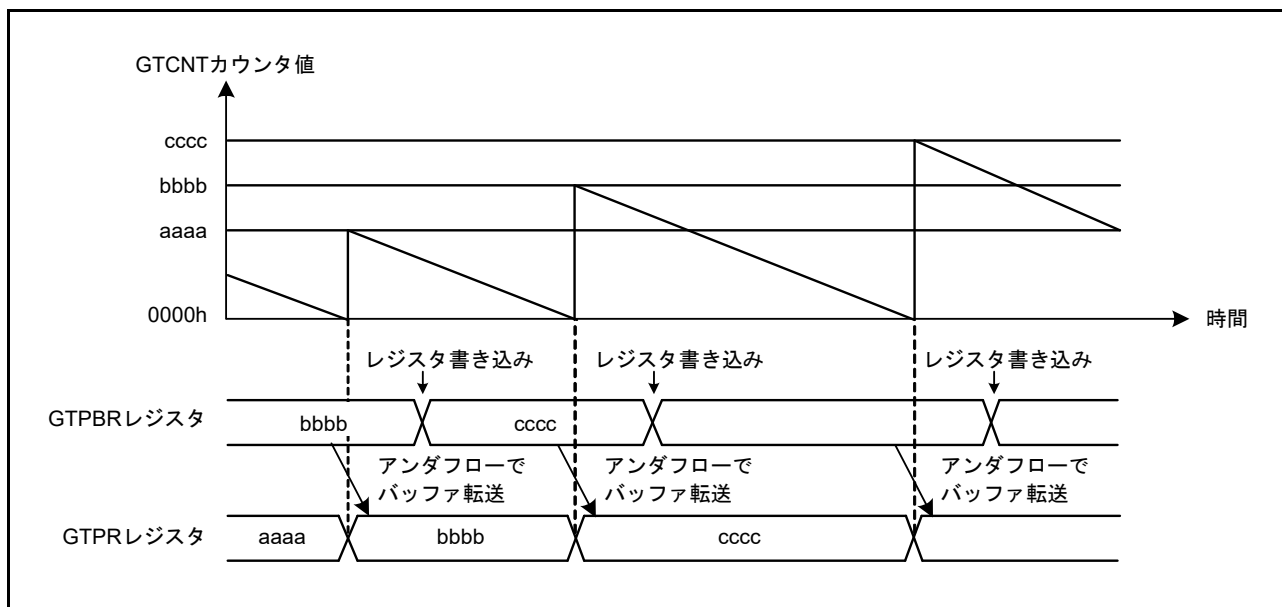 GTCNTカウンタ値
cccc
bbbb
aaaa
0000h
時間
レジスタ書き込み
レジスタ書き込み
レジスタ書き込み
GTPBRレジスタ
bbbb
cccc
アンダフローで
バッファ転送
アンダフローで
バッファ転送
アンダフローで
バッファ転送
GTPRレジスタ
aaaa
bbbb
cccc